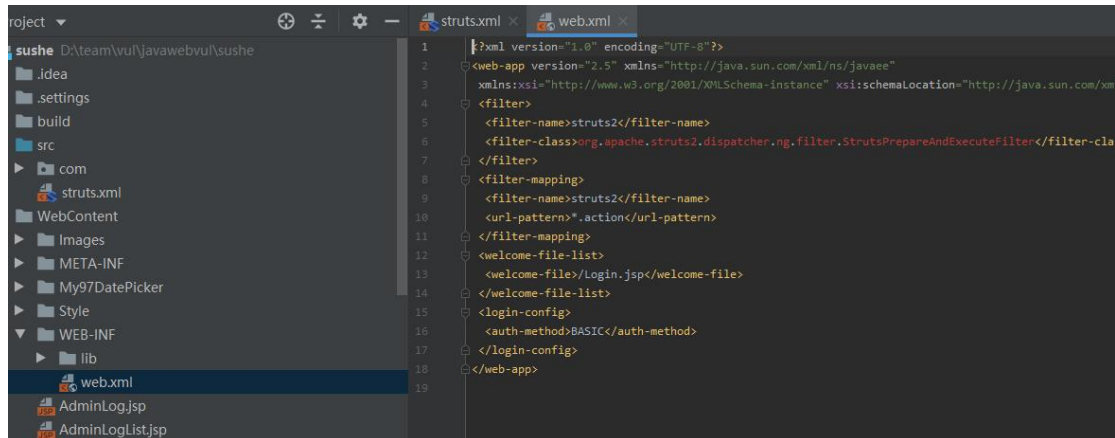 roject
sushe D:\team\vul\javawebvul\sushe
.idea
.settings
build
src
com
struts.xml
WebContent
Images
META-INF
My97DatePicker
Style
WEB-INF
lib
web.xml
AdminLog.jsp
AdminLogList.jsp
struts.xml
web.xml
1 <?xml version="1.0" encoding="UTF-8"?>
2 <web-app version="2.5" xmlns="http://java.sun.com/xml/ns/javaee"
3 xmlns:xsi="http://www.w3.org/2001/XMLSchema-instance" xsi:schemaLocation="http://java.sun.com/xm
4 <filter>
5 <filter-name>struts2</filter-name>
6 <filter-class>org.apache.struts2.dispatcher.ng.filter.StrutsPrepareAndExecuteFilter</filter-cla
7 </filter>
8 <filter-mapping>
9 <filter-name>struts2</filter-name>
10 <url-pattern>*.action</url-pattern>
11 </filter-mapping>
12 <welcome-file-list>
13 <welcome-file>/Login.jsp</welcome-file>
14 </welcome-file-list>
15 <login-config>
16 <auth-method>BASIC</auth-method>
17 </login-config>
18 </web-app>
19